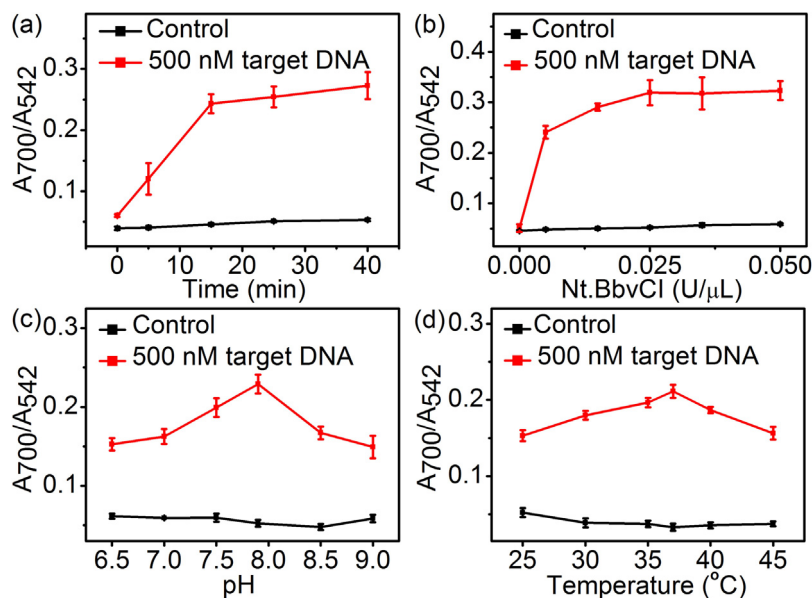 (a)
Control
500 nM target DNA
0.3
0.2
0.1
A700/A542
0 10 20 30 40
Time (min)
(b)
Control
500 nM target DNA
0.4
0.3
0.2
0.1
A700/A542
0.000 0.025 0.050
Nt.BbvCI (U/μL)
(c)
Control
500 nM target DNA
0.3
0.2
0.1
A700/A542
6.5 7.0 7.5 8.0 8.5 9.0
pH
(d)
Control
500 nM target DNA
0.3
0.2
0.1
A700/A542
25 30 35 40 45
Temperature (°C)